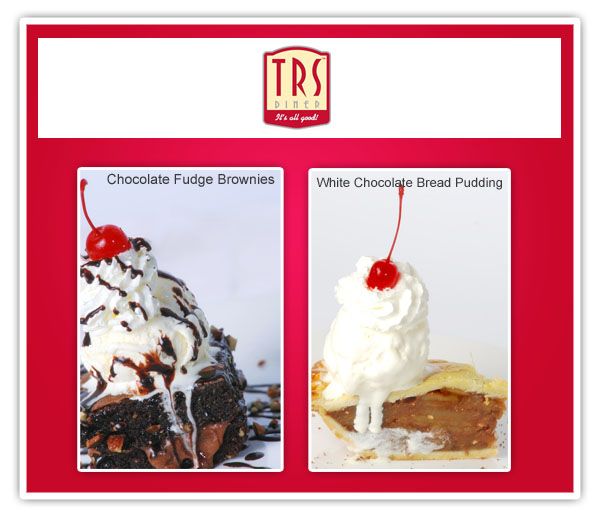 TRS
DINER
It's all good!
Chocolate Fudge Brownies
White Chocolate Bread Pudding